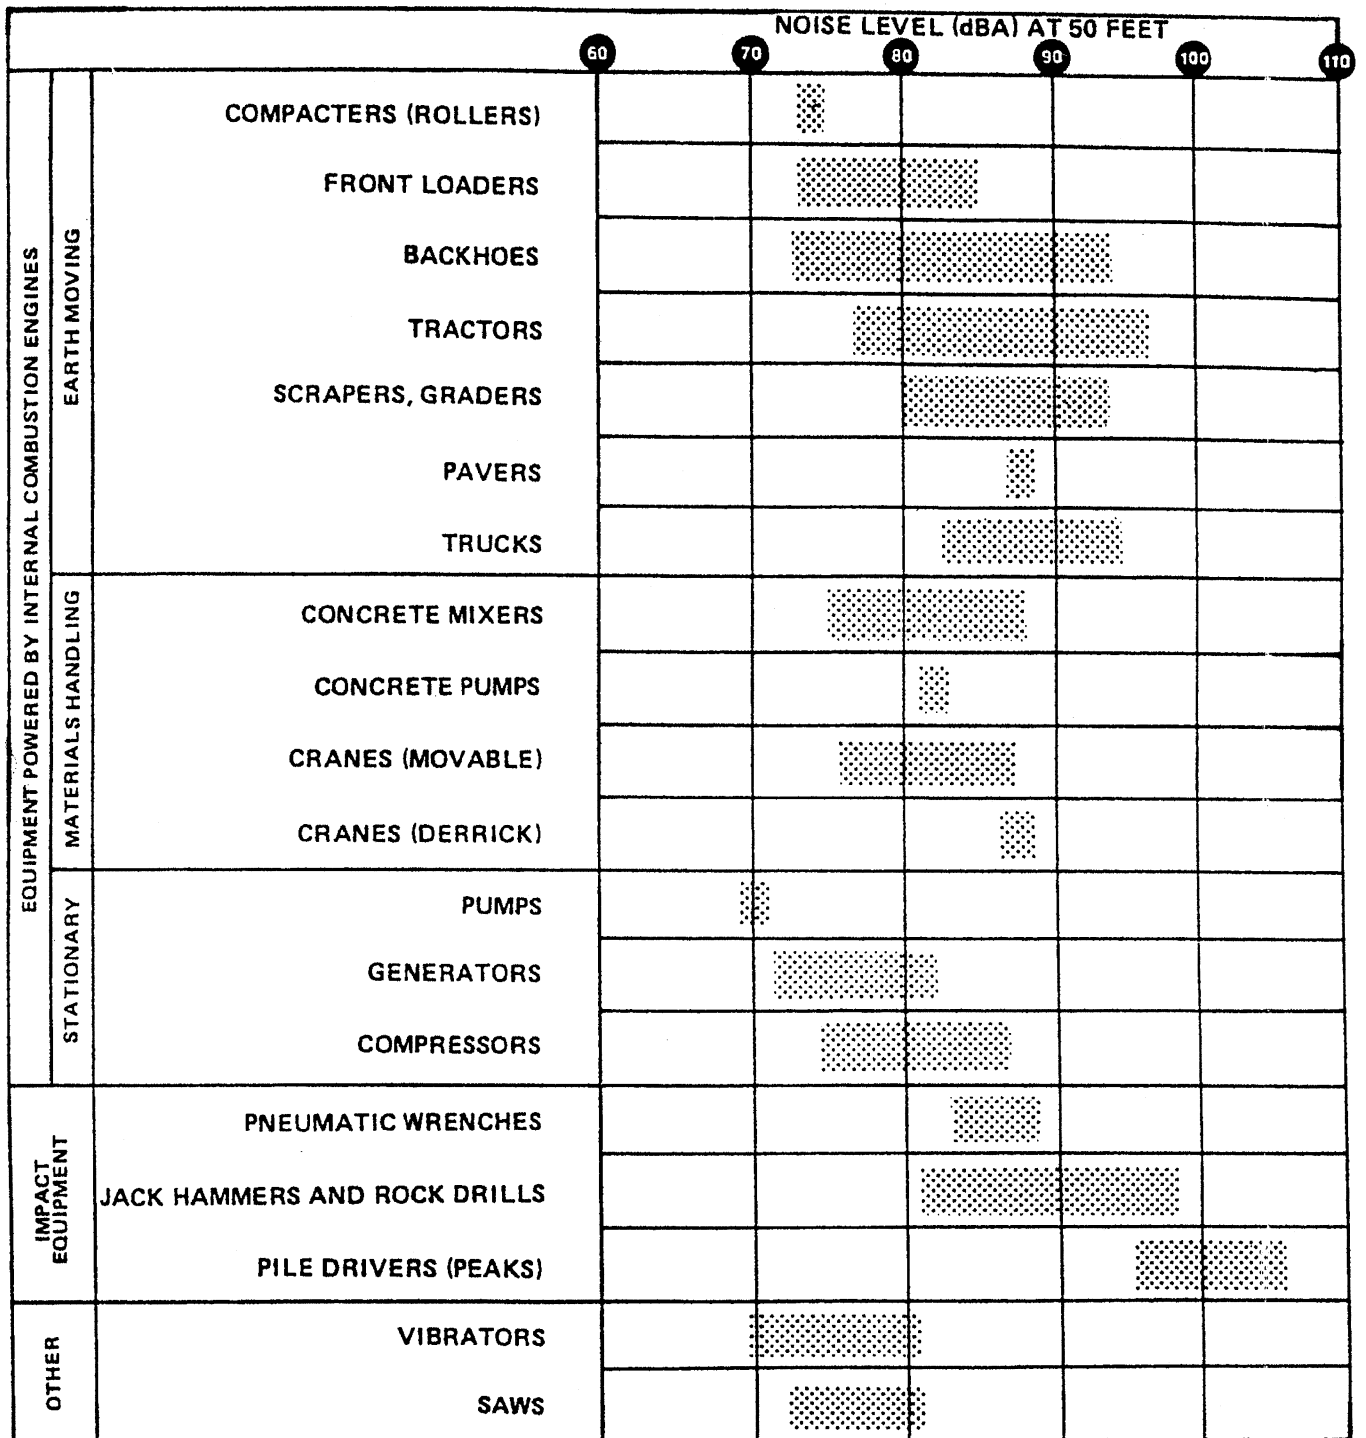 NOISE LEVEL (dBA) AT 50 FEET
60 70 80 90 100 110
EQUIPMENT POWERED BY INTERNAL COMBUSTION ENGINES
EARTH MOVING
COMPACTERS (ROLLERS)
FRONT LOADERS
BACKHOES
TRACTORS
SCRAPERS, GRADERS
PAVERS
TRUCKS
MATERIALS HANDLING
CONCRETE MIXERS
CONCRETE PUMPS
CRANES (MOVABLE)
CRANES (DERRICK)
STATIONARY
PUMPS
GENERATORS
COMPRESSORS
IMPACT
EQUIPMENT
PNEUMATIC WRENCHES
JACK HAMMERS AND ROCK DRILLS
PILE DRIVERS (PEAKS)
OTHER
VIBRATORS
SAWS